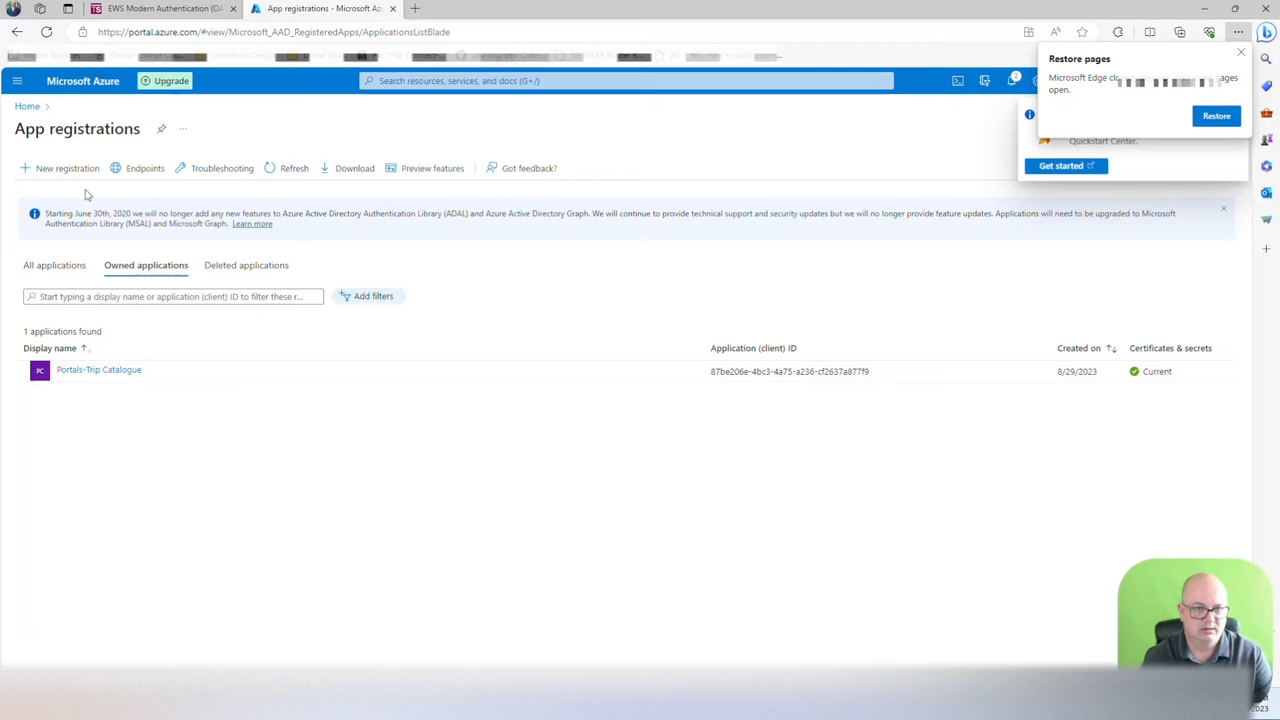 EWS Modern Authentication (OA
App registrations - Microsoft Az
https://portal.azure.com/#view/Microsoft_AAD_RegisteredApps/ApplicationsListBlade
Restore pages
Microsoft Edge ages
open.
Restore
Microsoft Azure
Upgrade
Search resources, services, and docs (G+/)
2
Quickstart Center.
Get started
Home
App registrations
New registration
Endpoints
Troubleshooting
Refresh
Download
Preview features
Got feedback?
Starting June 30th, 2020 we will no longer add any new features to Azure Active Directory Authentication Library (ADAL) and Azure Active Directory Graph. We will continue to provide technical support and security updates but we will no longer provide feature updates. Applications will need to be upgraded to Microsoft
Authentication Library (MSAL) and Microsoft Graph. Learn more
All applications
Owned applications
Deleted applications
Start typing a display name or application (client) ID to filter these r...
Add filters
1 applications found
Display name
Application (client) ID
Created on
Certificates & secrets
PC
Portals-Trip Catalogue
87be206e-4bc3-4a75-a236-cf2637a877f9
8/29/2023
Current
2023